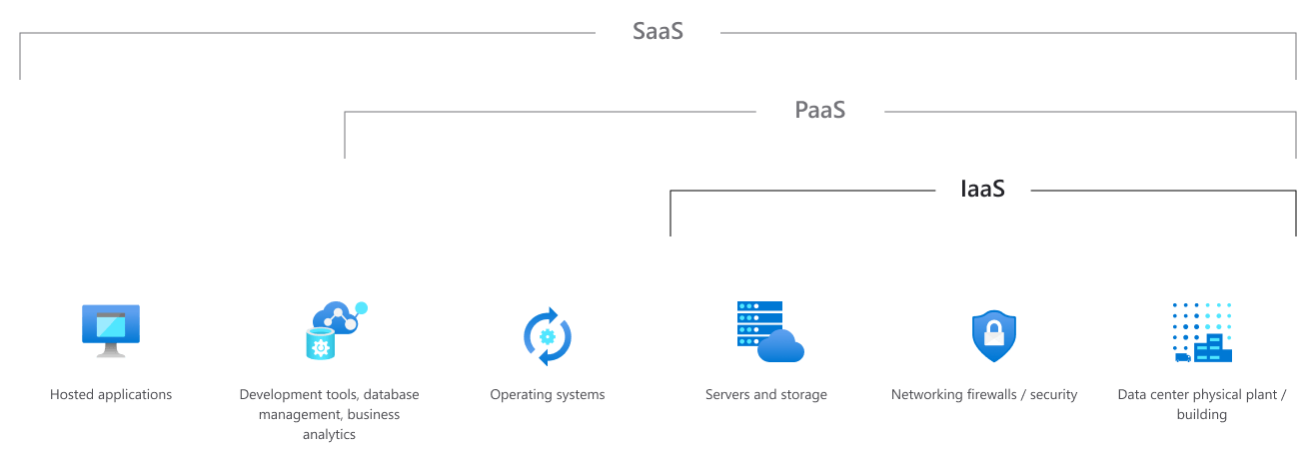 SaaS
PaaS
IaaS
Hosted applications
Development tools, database
management, business
analytics
Operating systems
Servers and storage
Networking firewalls / security
Data center physical plant /
building